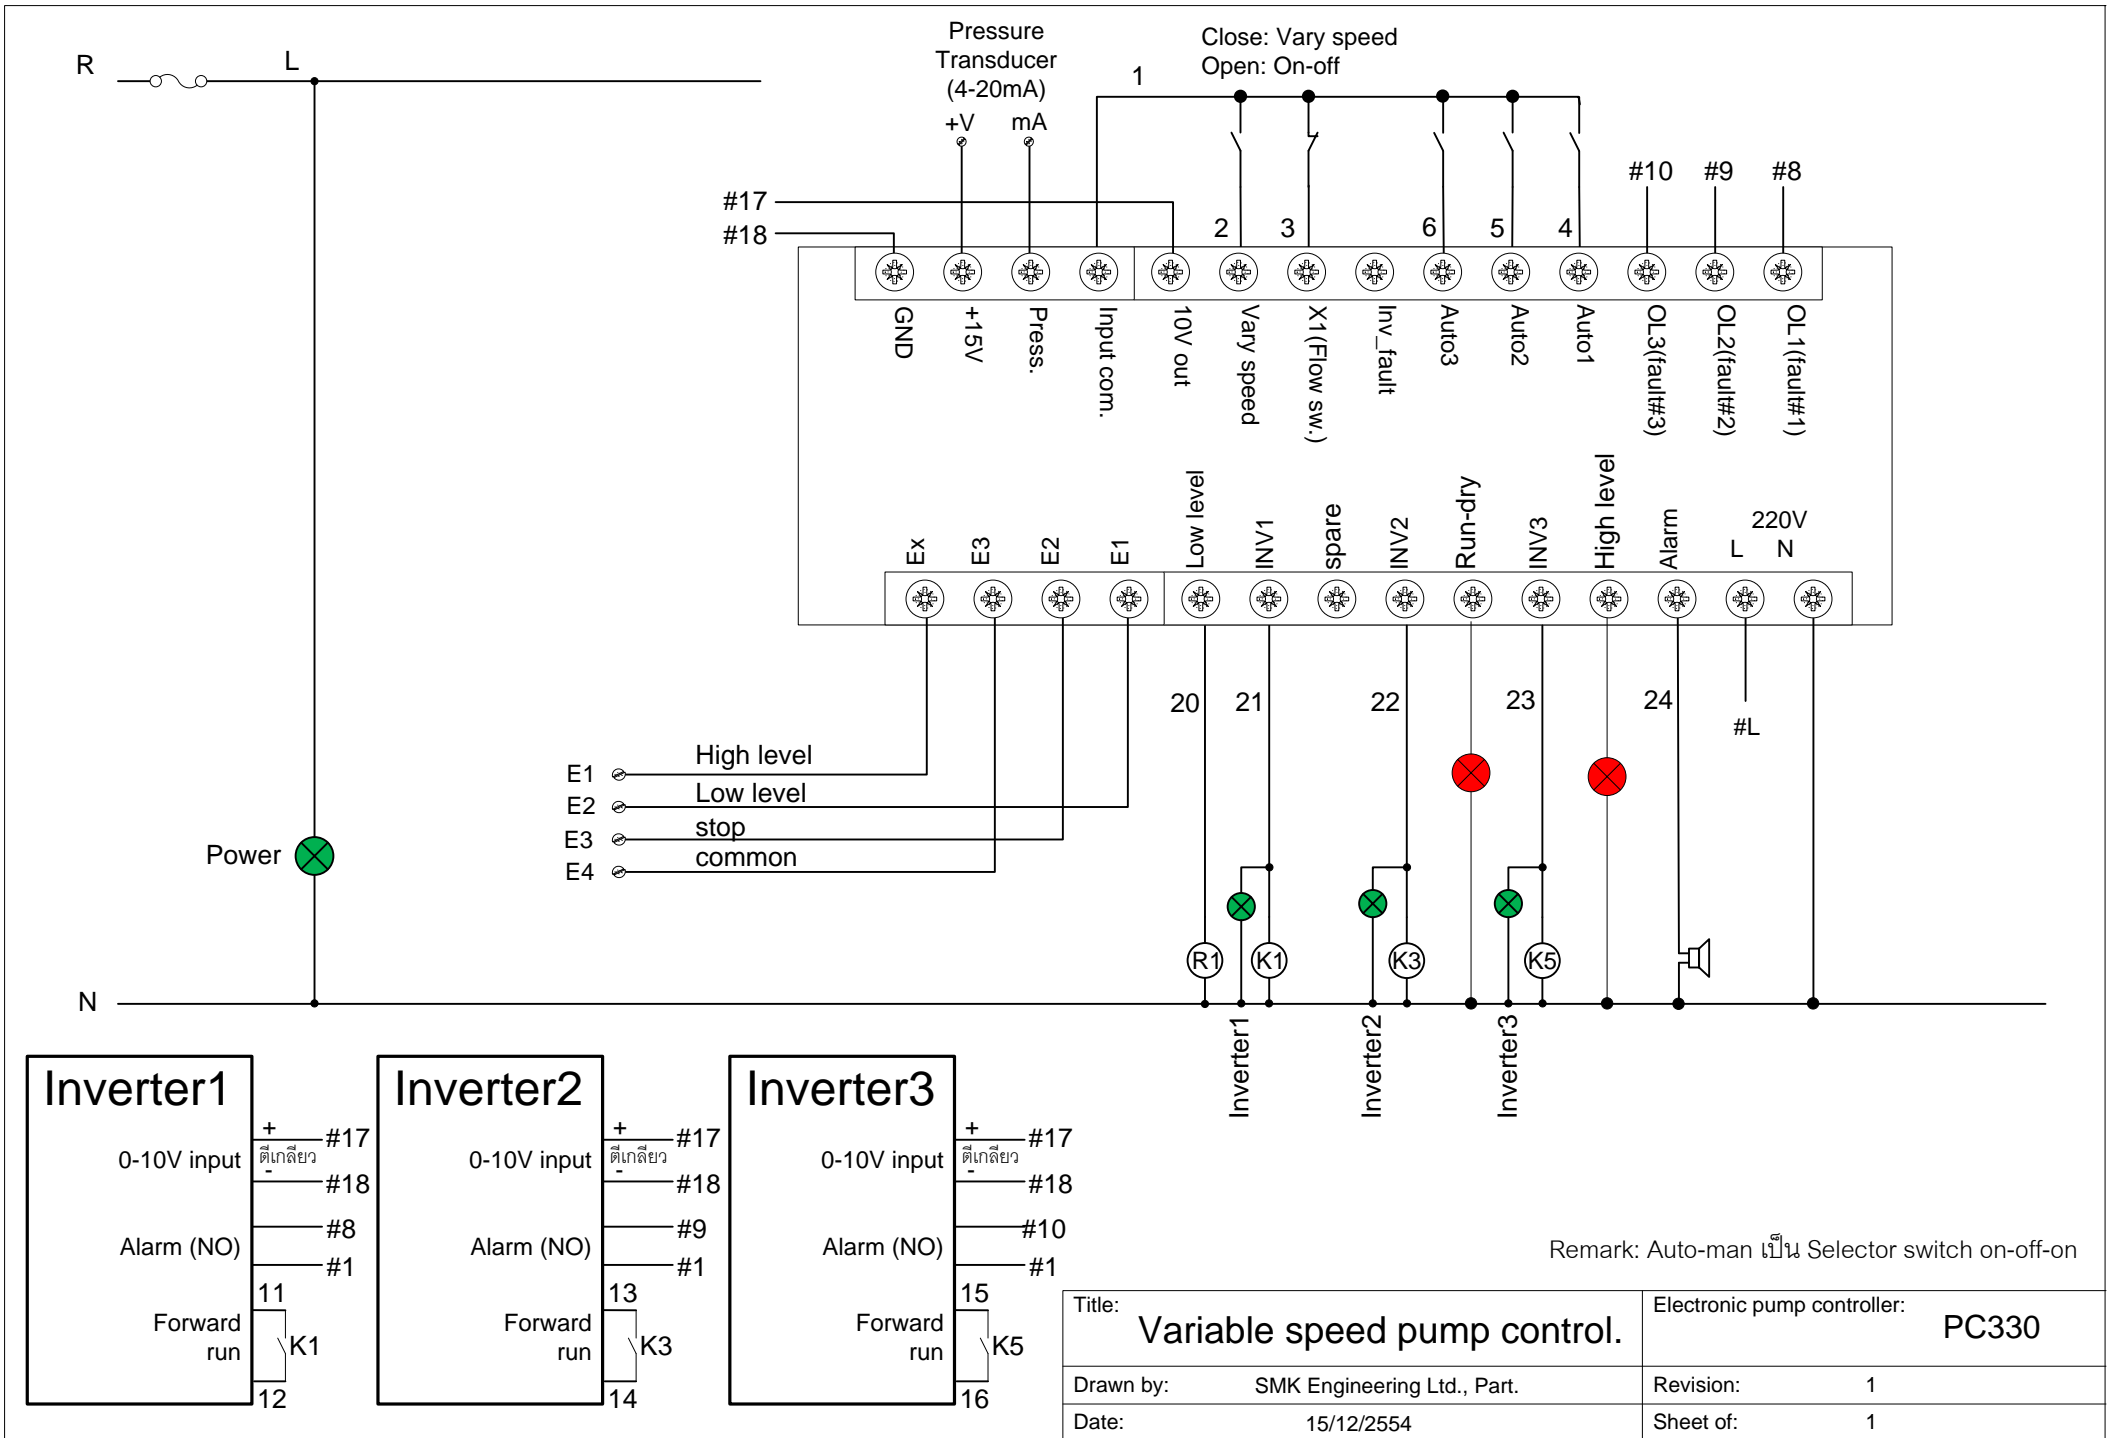 R
L
Pressure
Transducer
(4-20mA)
+V
mA
1
Close: Vary speed
Open: On-off
#17
#18
2
3
6
5
4
#10
#9
#8
GND
+15V
Press.
Input com.
10V out
Vary speed
X1(Flow sw.)
Inv_fault
Auto3
Auto2
Auto1
OL3(fault#3)
OL2(fault#2)
OL1(fault#1)
Ex
E3
E2
E1
Low level
INV1
spare
INV2
Run-dry
INV3
High level
Alarm
220V
L
N
20
21
22
23
24
#L
E1
High level
E2
Low level
E3
stop
E4
common
Power
R1
K1
K3
K5
N
Inverter1
Inverter2
Inverter3
Inverter1
0-10V input
+
ตีเกลียว
-
#17
#18
Alarm (NO)
#8
#1
Forward
run
11
K1
12
Inverter2
0-10V input
+
ตีเกลียว
-
#17
#18
Alarm (NO)
#9
#1
Forward
run
13
K3
14
Inverter3
0-10V input
+
ตีเกลียว
-
#17
#18
Alarm (NO)
#10
#1
Forward
run
15
K5
16
Remark: Auto-man เป็น Selector switch on-off-on
Title:
Variable speed pump control.
Electronic pump controller:
PC330
Drawn by: SMK Engineering Ltd., Part.
Revision: 1
Date: 15/12/2554
Sheet of: 1